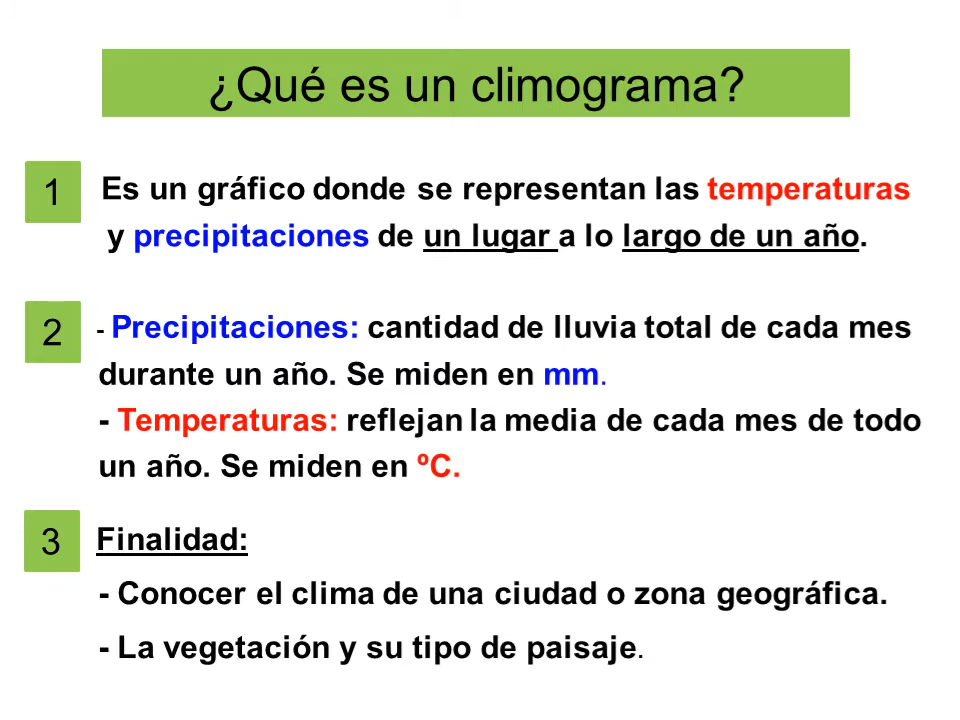 ¿Qué es un climograma?
1 Es un gráfico donde se representan las temperaturas
y precipitaciones de un lugar a lo largo de un año.
2 - Precipitaciones: cantidad de lluvia total de cada mes
durante un año. Se miden en mm.
- Temperaturas: reflejan la media de cada mes de todo
un año. Se miden en ºC.
3 Finalidad:
- Conocer el clima de una ciudad o zona geográfica.
- La vegetación y su tipo de paisaje.